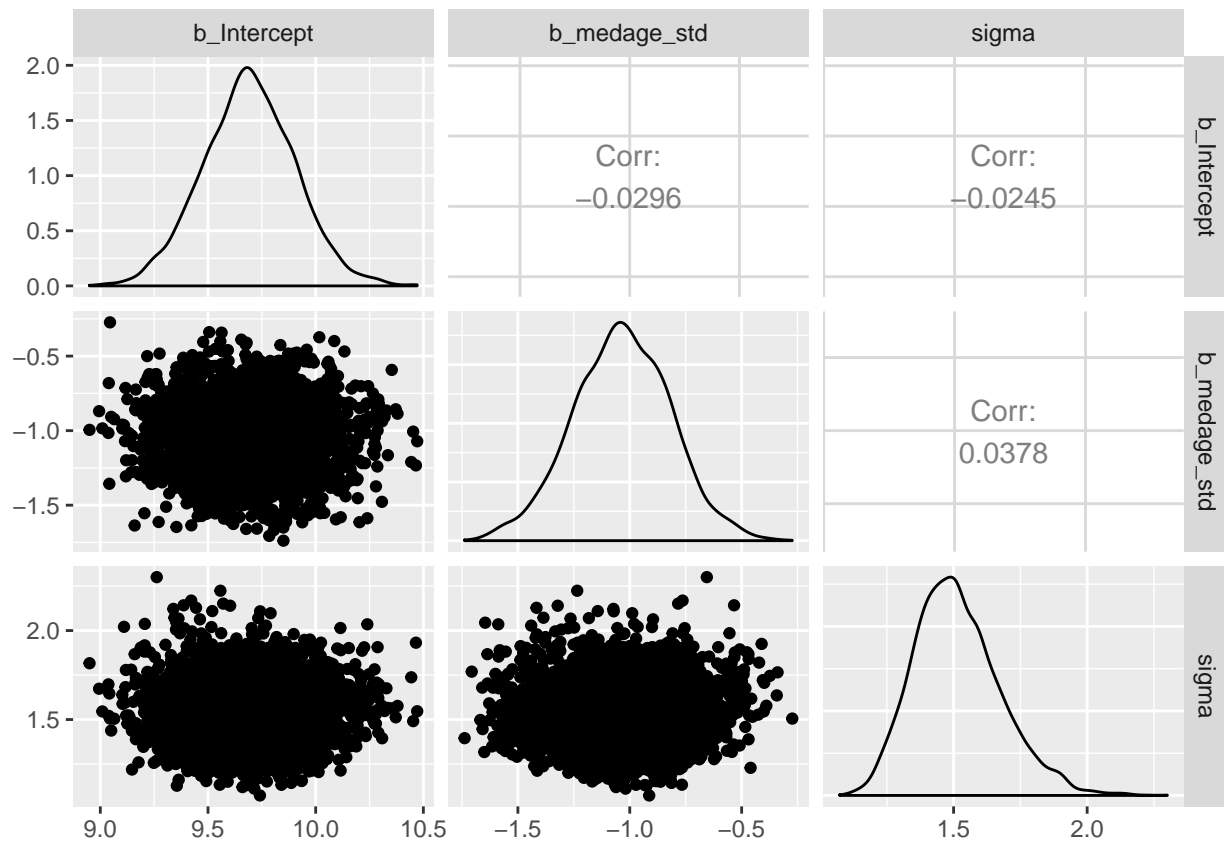 b_Intercept b_medage_std sigma
2.0
1.5
1.0
0.5
0.0
Corr:
−0.0296
Corr:
−0.0245
b_Intercept
−0.5
−1.0
−1.5
Corr:
0.0378
b_medage_std
2.0
1.5
sigma
9.0 9.5 10.0 10.5 −1.5 −1.0 −0.5 1.5 2.0